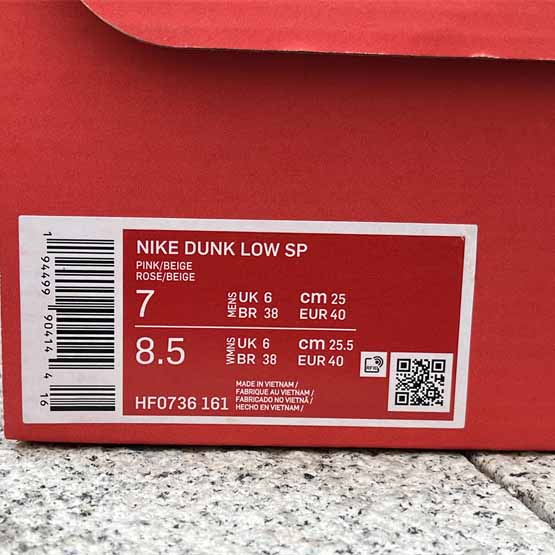 NIKE DUNK LOW SP
PINK/BEIGE
ROSE/BEIGE
7 MENS UK 6 cm 25
BR 38 EUR 40
8.5 WMNS UK 6 cm 25.5
BR 38 EUR 40
RFID
HF0736 161
MADE IN VIETNAM /
FABRIQUE AU VIETNAM /
FABRICADO NO VIETNÃ /
HECHO EN VIETNAM /
1 94499 90414 4 16